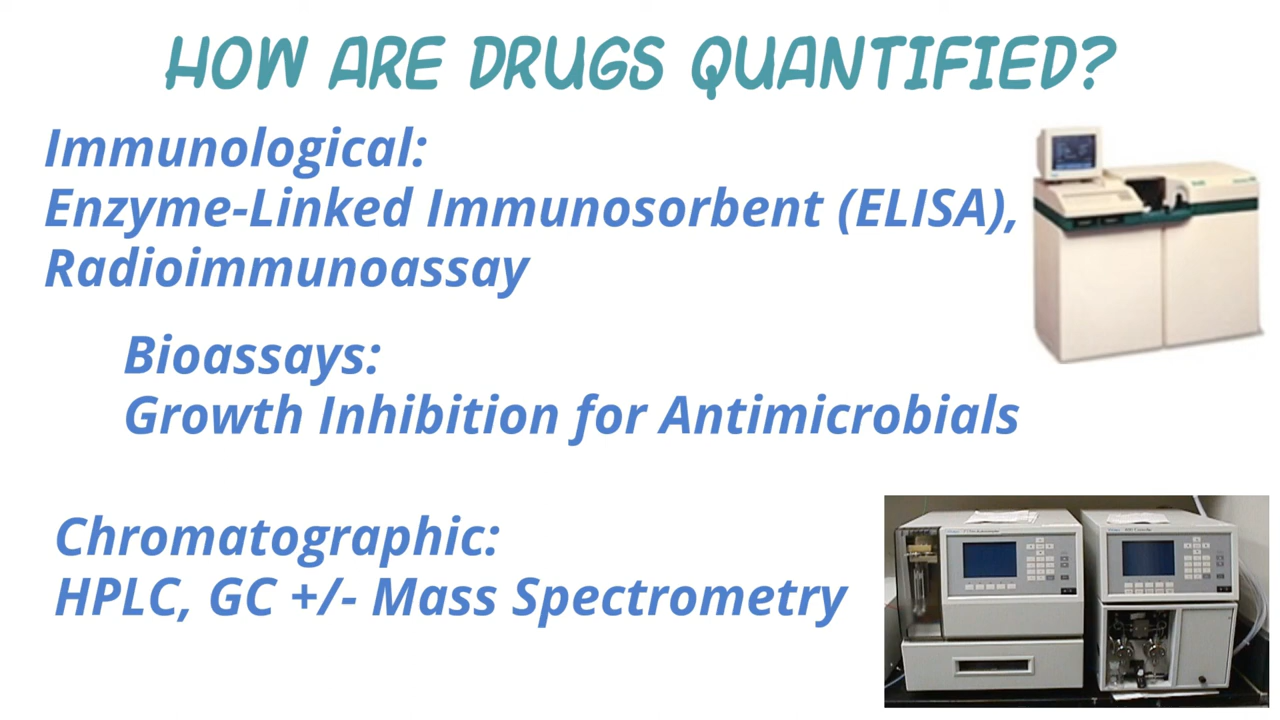 HOW ARE DRUGS QUANTIFIED?
Immunological:
Enzyme-Linked Immunosorbent (ELISA),
Radioimmunoassay
Bioassays:
Growth Inhibition for Antimicrobials
Chromatographic:
HPLC, GC +/- Mass Spectrometry